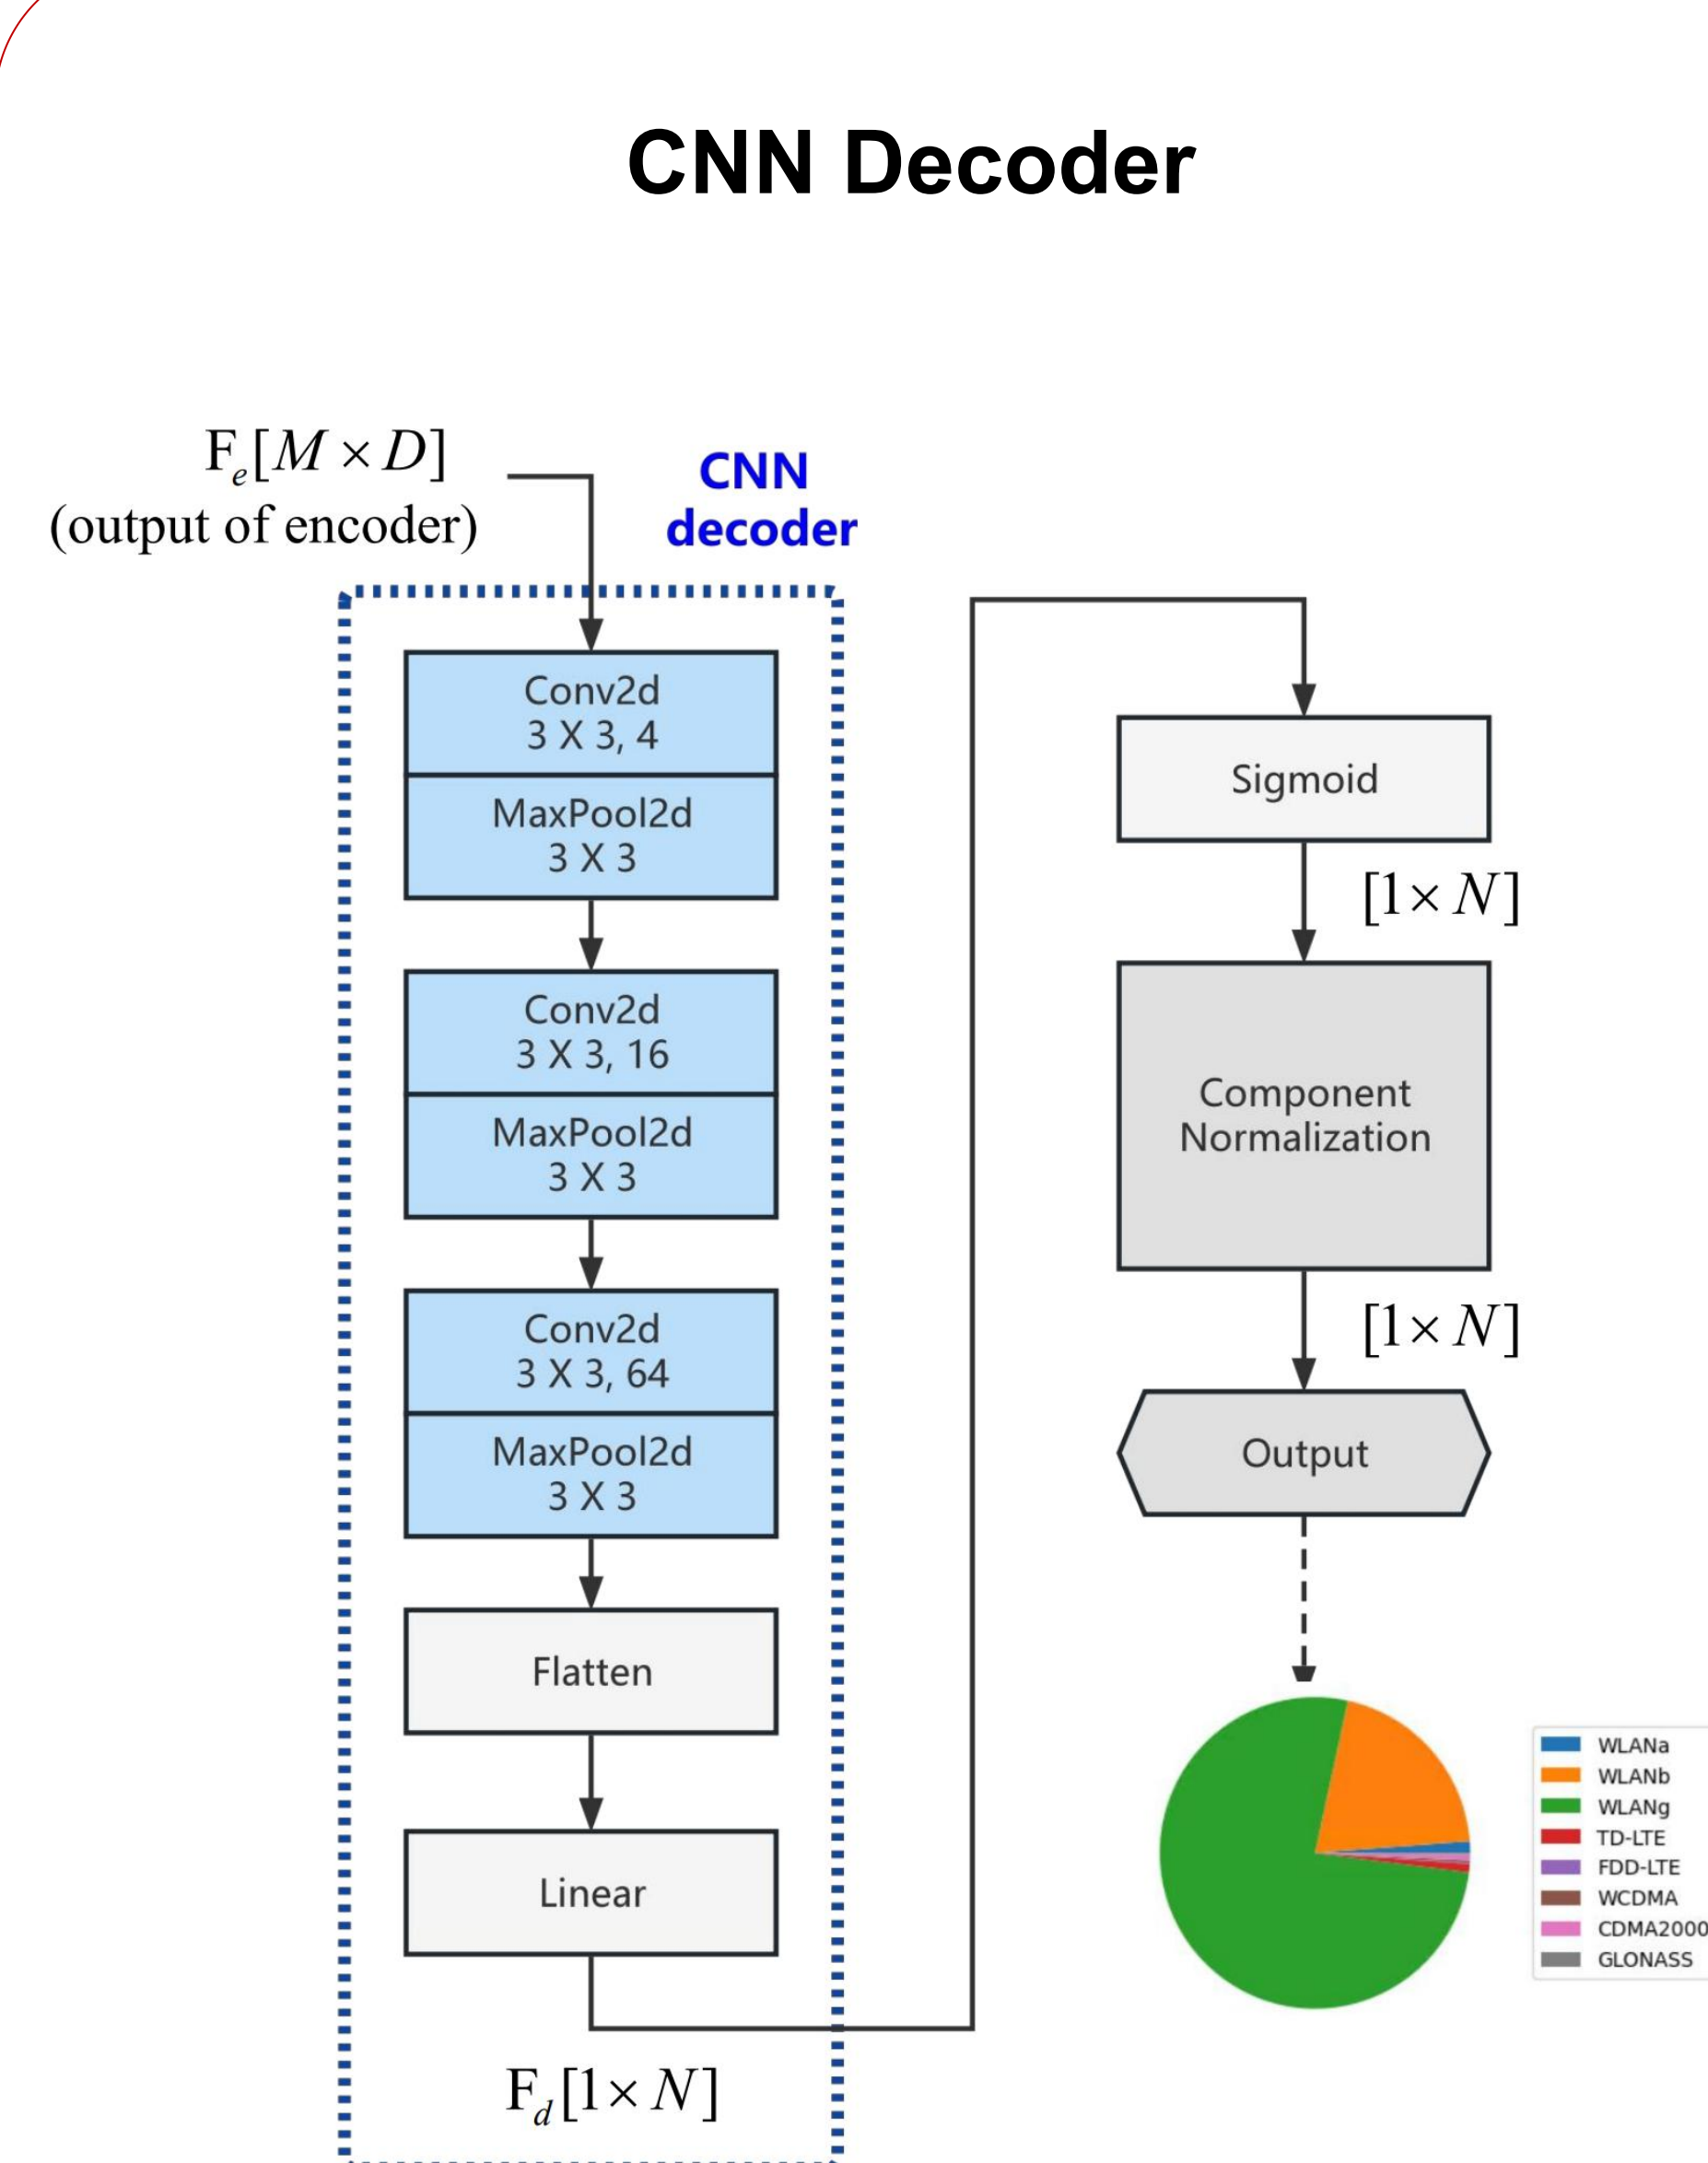 CNN Decoder
Fₑ[M × D]
(output of encoder)
CNN
decoder
Conv2d
3 X 3, 4
MaxPool2d
3 X 3
Conv2d
3 X 3, 16
MaxPool2d
3 X 3
Conv2d
3 X 3, 64
MaxPool2d
3 X 3
Flatten
Linear
F_d[1× N]
Sigmoid
[1× N]
Component
Normalization
[1× N]
Output
WLANa
WLANb
WLANg
TD-LTE
FDD-LTE
WCDMA
CDMA2000
GLONASS